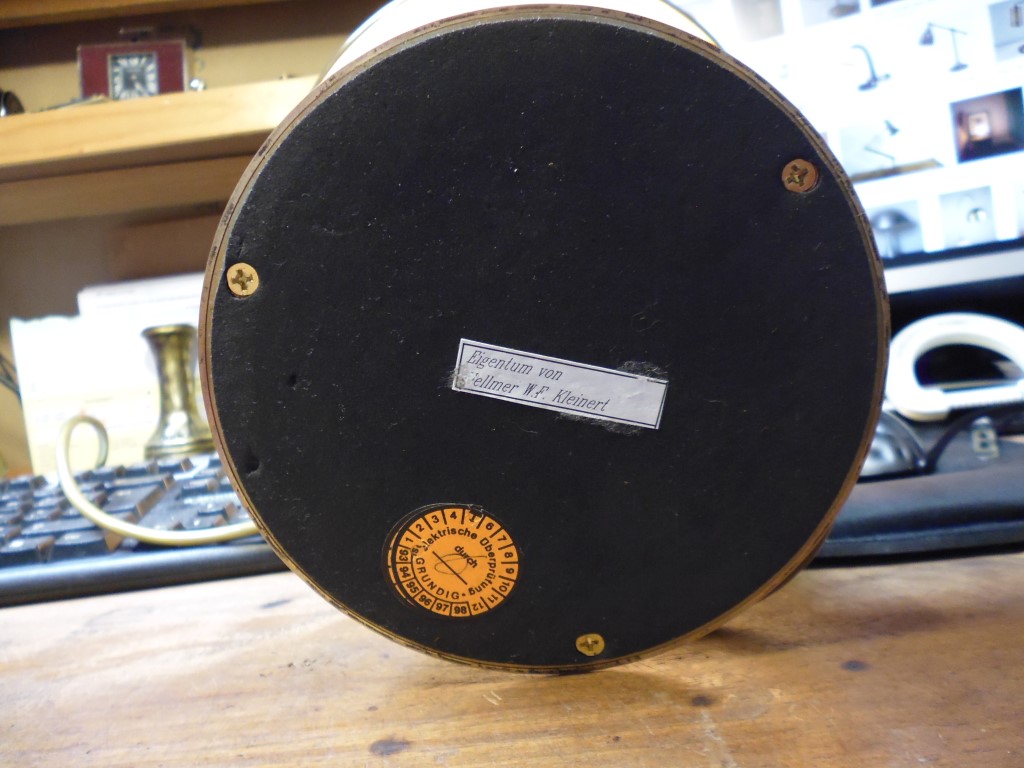 Eigentum von
ellmer W.F. Kleinert
1 2 3 4 6 7 8 9 10 11 12
elektrische Überprüfung
durch
GRUNDIG
93 94 95 96 97 98